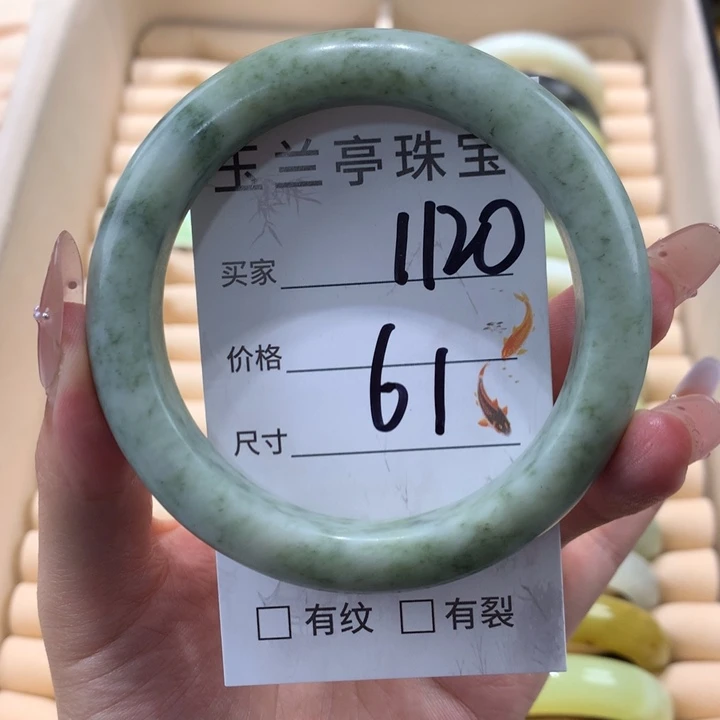 玉兰亭珠宝
买家 1120
价格
61
尺寸
□ 有纹 □ 有裂